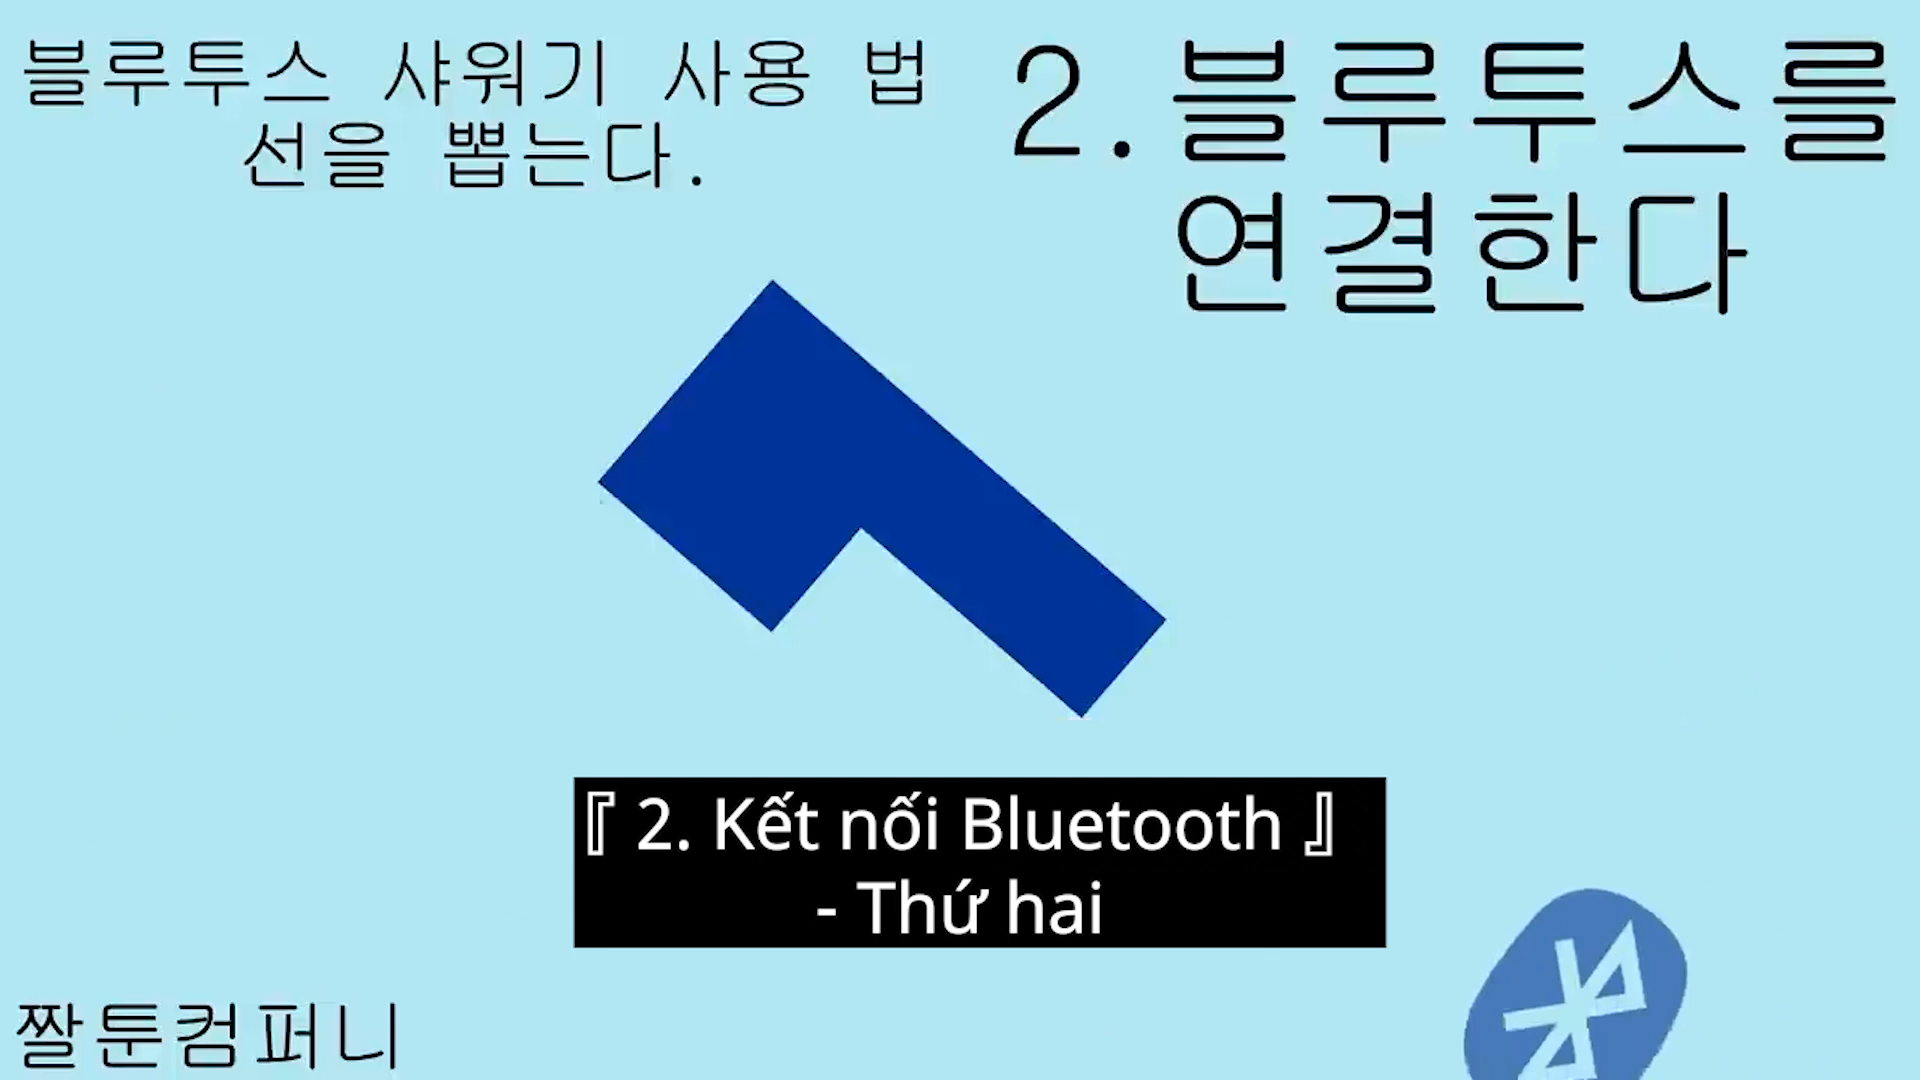 블루투스 샤워기 사용 법
선을 뽑는다.
2.블루투스를
연결한다
『 2. Kết nối Bluetooth 』
- Thứ hai
짤툰컴퍼니